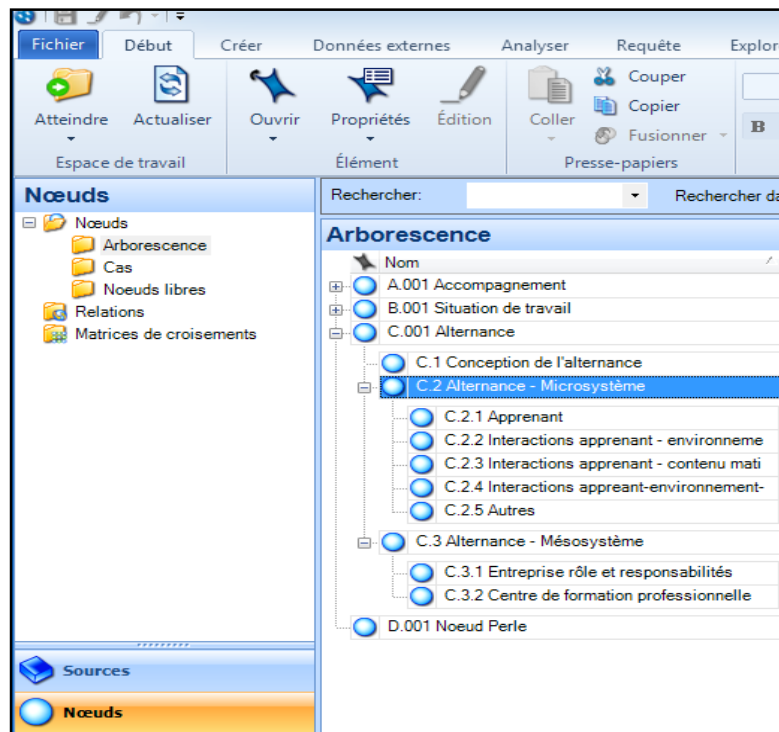 Fichier Début Créer Données externes Analyser Requête Explor
Atteindre Actualiser Ouvrir Propriétés Édition Coller Couper
Copier
Fusionner
B
Espace de travail Élément Presse-papiers
Nœuds
Nœuds
Arborescence
Cas
Noeuds libres
Relations
Matrices de croisements
Sources
Nœuds
Rechercher: Rechercher da
Arborescence
Nom
A.001 Accompagnement
B.001 Situation de travail
C.001 Alternance
C.1 Conception de l'alternance
C.2 Alternance - Microsystème
C.2.1 Apprenant
C.2.2 Interactions apprenant - environneme
C.2.3 Interactions apprenant - contenu mati
C.2.4 Interactions appreant-environnement-
C.2.5 Autres
C.3 Alternance - Mésosystème
C.3.1 Entreprise rôle et responsabilités
C.3.2 Centre de formation professionnelle
D.001 Noeud Perle